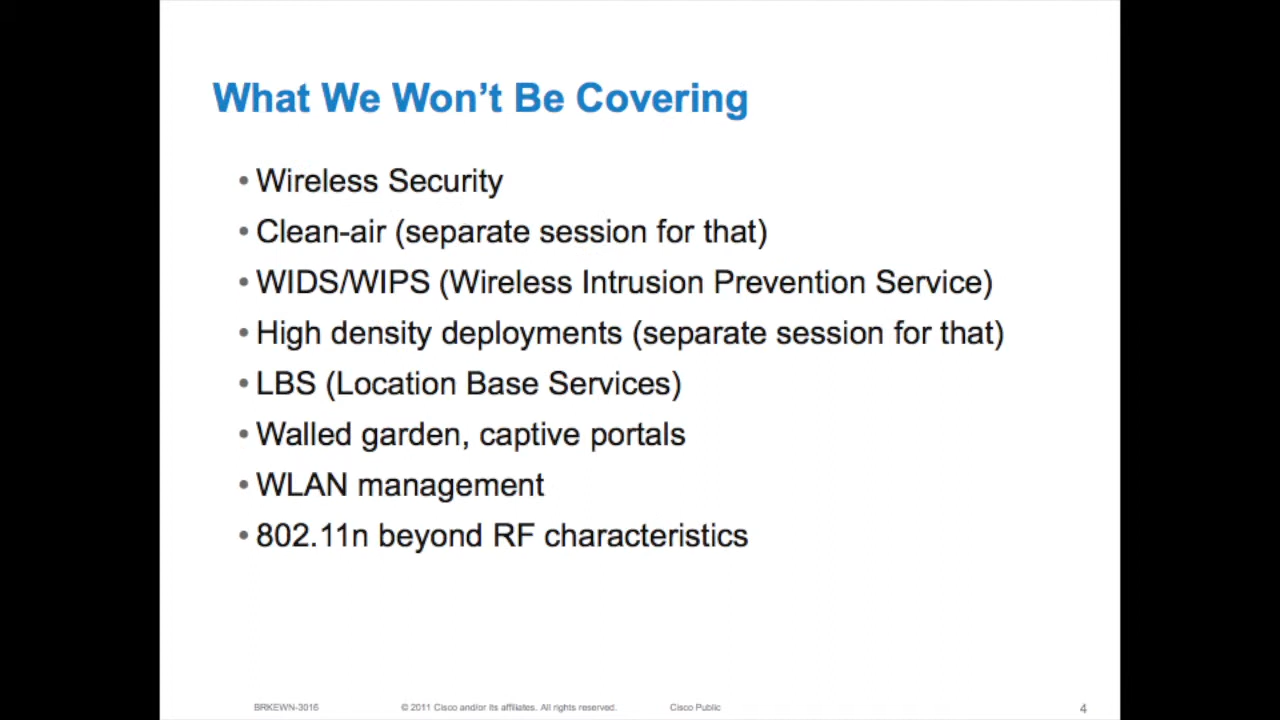 What We Won't Be Covering
• Wireless Security
• Clean-air (separate session for that)
• WIDS/WIPS (Wireless Intrusion Prevention Service)
• High density deployments (separate session for that)
• LBS (Location Base Services)
• Walled garden, captive portals
• WLAN management
• 802.11n beyond RF characteristics
BRKEWN-3016 © 2011 Cisco and/or its affiliates. All rights reserved. Cisco Public 4